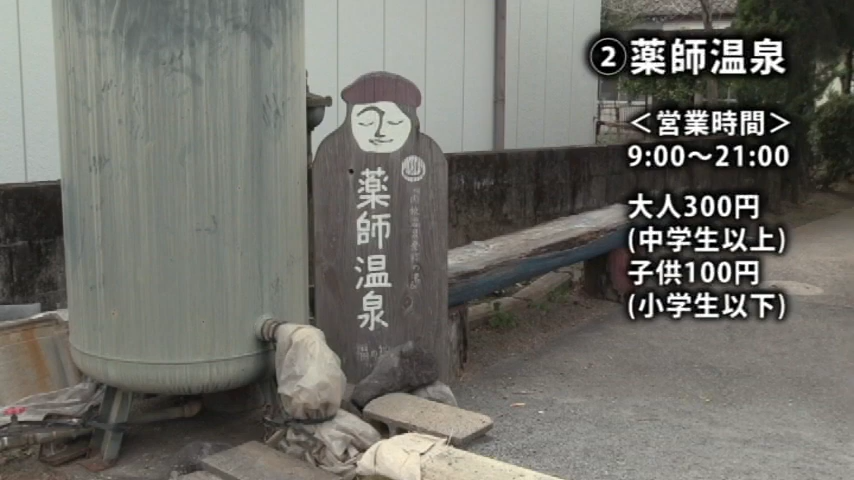 ②薬師温泉
＜営業時間＞
9:00～21:00
大人300円
(中学生以上)
子供100円
(小学生以下)
薬師温泉